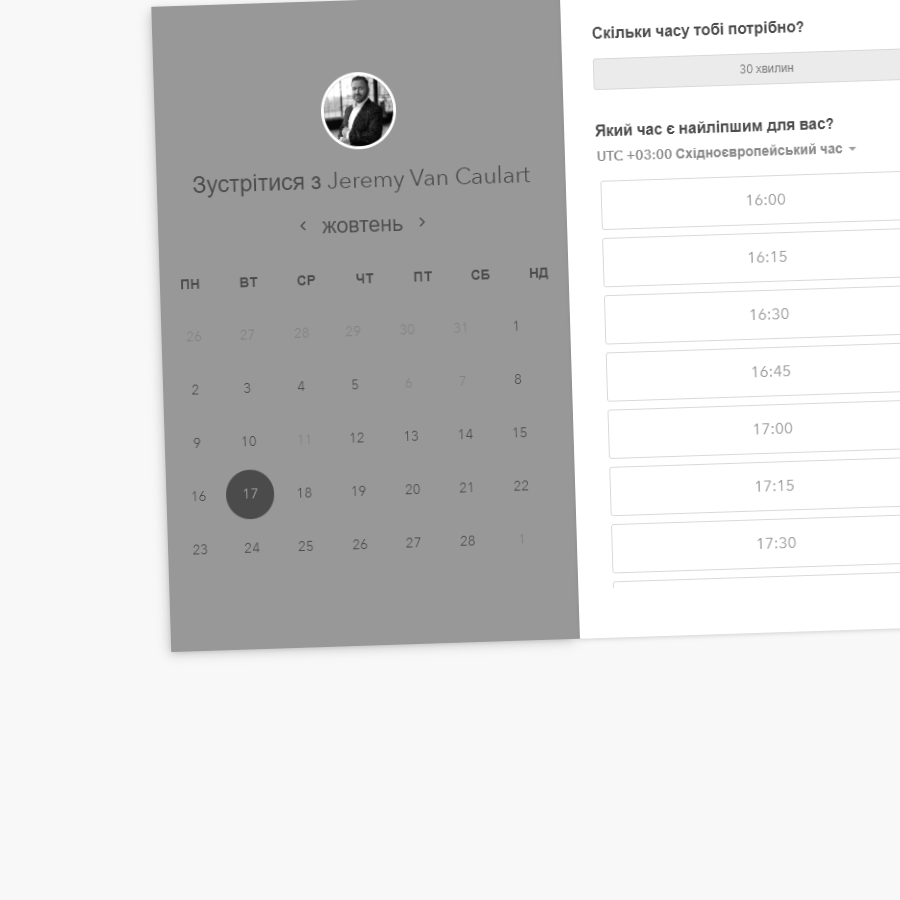 Зустрітися з Jeremy Van Caulart
жовтень
ПН ВТ СР ЧТ ПТ СБ НД
26 27 28 29 30 31 1
2 3 4 5 6 7 8
9 10 11 12 13 14 15
16 17 18 19 20 21 22
23 24 25 26 27 28 1
Скільки часу тобі потрібно?
30 хвилин
Який час є найліпшим для вас?
UTC +03:00 Східноєвропейський час
16:00
16:15
16:30
16:45
17:00
17:15
17:30